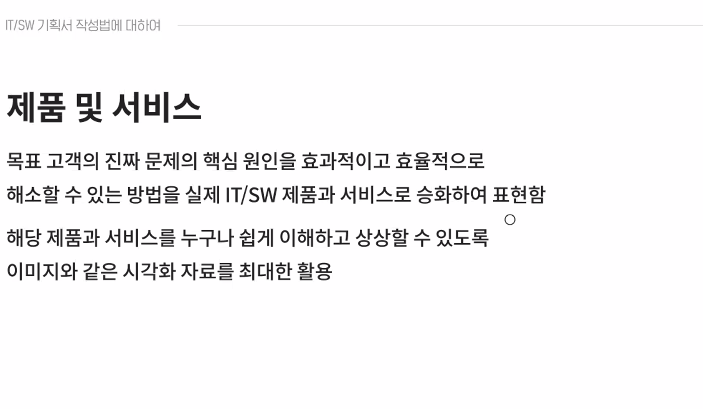 IT/SW 기획서 작성법에 대하여
제품 및 서비스
목표 고객의 진짜 문제의 핵심 원인을 효과적이고 효율적으로
해소할 수 있는 방법을 실제 IT/SW 제품과 서비스로 승화하여 표현함
해당 제품과 서비스를 누구나 쉽게 이해하고 상상할 수 있도록
이미지와 같은 시각화 자료를 최대한 활용